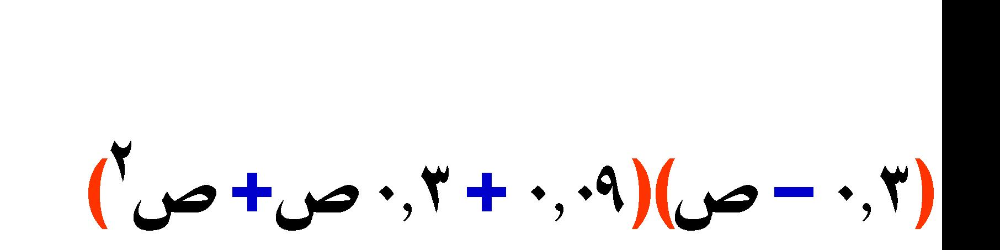 (٠,٣ − ص)(٠,٠٩ + ٠,٣ ص + ص٢)